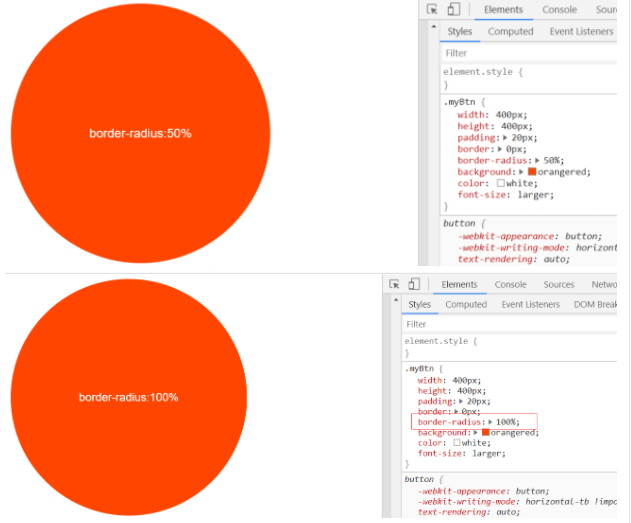 border-radius:50%
Elements Console Sour
Styles Computed Event Listeners
Filter
element.style {
}
.myBtn {
width: 400px;
height: 400px;
padding: 20px;
border: 0px;
border-radius: 50%;
background: orangered;
color: white;
font-size: larger;
}
button {
-webkit-appearance: button;
-webkit-writing-mode: horizont
text-rendering: auto;
border-radius:100%
Elements Console Sources Netwo
Styles Computed Event Listeners DOM Break
Filter
element.style {
}
.myBtn {
width: 400px;
height: 400px;
padding: 20px;
border: 0px;
border-radius: 100%;
background: orangered;
color: white;
font-size: larger;
}
button {
-webkit-appearance: button;
-webkit-writing-mode: horizontal-tb !impo
text-rendering: auto;